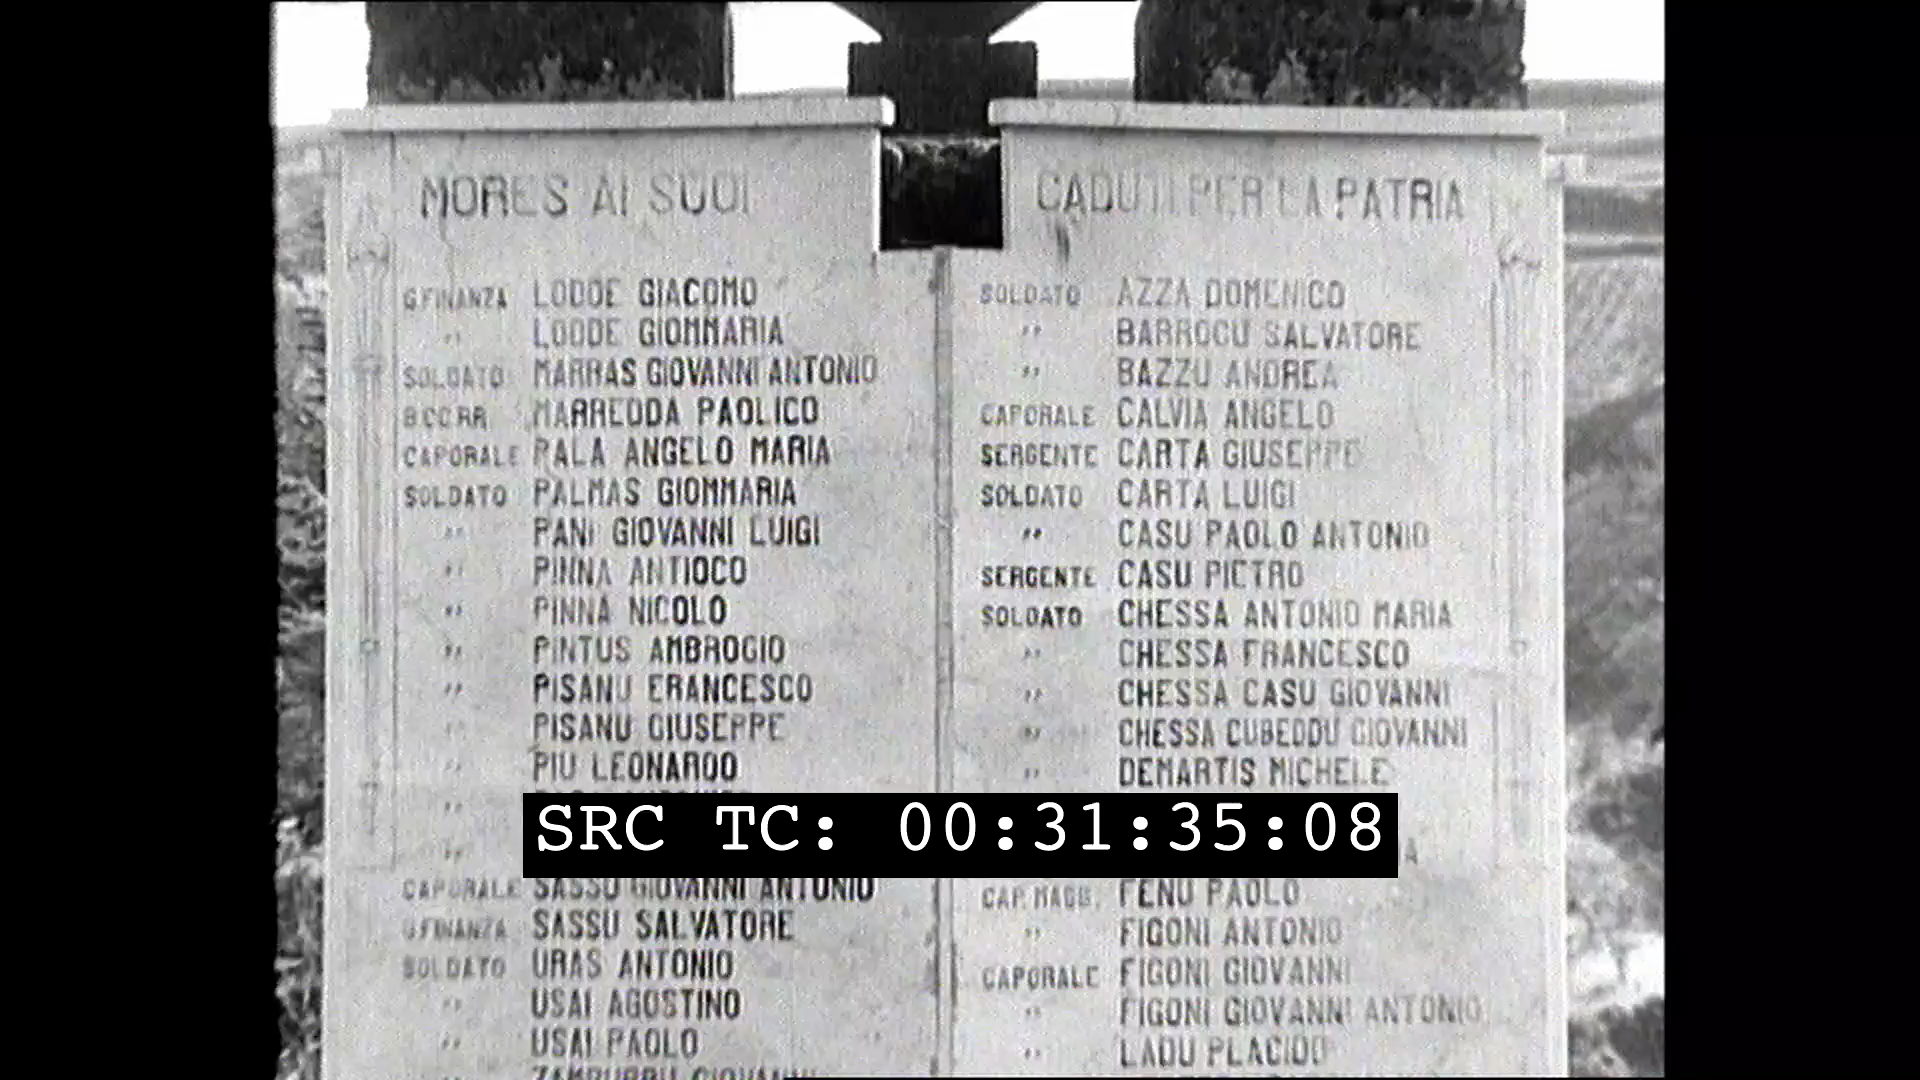 MORES AI SUOI
G.FINANZA LODDE GIACOMO
" LODDE GIOMMARIA
SOLDATO MARRAS GIOVANNI ANTONIO
B.CC.RR. MARREDDA PAOLICO
CAPORALE PALA ANGELO MARIA
SOLDATO PALMAS GIOMMARIA
" PANI GIOVANNI LUIGI
" PINNA ANTIOCO
" PINNA NICOLO
" PINTUS AMBROGIO
" PISANU FRANCESCO
" PISANU GIUSEPPE
" PIU LEONARDO
"
"
CAPORALE SASSU GIOVANNI ANTONIO
G.FINANZA SASSU SALVATORE
SOLDATO URAS ANTONIO
" USAI AGOSTINO
" USAI PAOLO
CADUTI PER LA PATRIA
SOLDATO AZZA DOMENICO
" BARROCU SALVATORE
" BAZZU ANDREA
CAPORALE CALVIA ANGELO
SERGENTE CARTA GIUSEPPE
SOLDATO CARTA LUIGI
" CASU PAOLO ANTONIO
SERGENTE CASU PIETRO
SOLDATO CHESSA ANTONIO MARIA
" CHESSA FRANCESCO
" CHESSA CASU GIOVANNI
" CHESSA CUBEDDU GIOVANNI
" DEMARTIS MICHELE
CAP. MAGG. FENU PAOLO
" FIGONI ANTONIO
CAPORALE FIGONI GIOVANNI
" FIGONI GIOVANNI ANTONIO
" LADU PLACIDO
SRC TC: 00:31:35:08